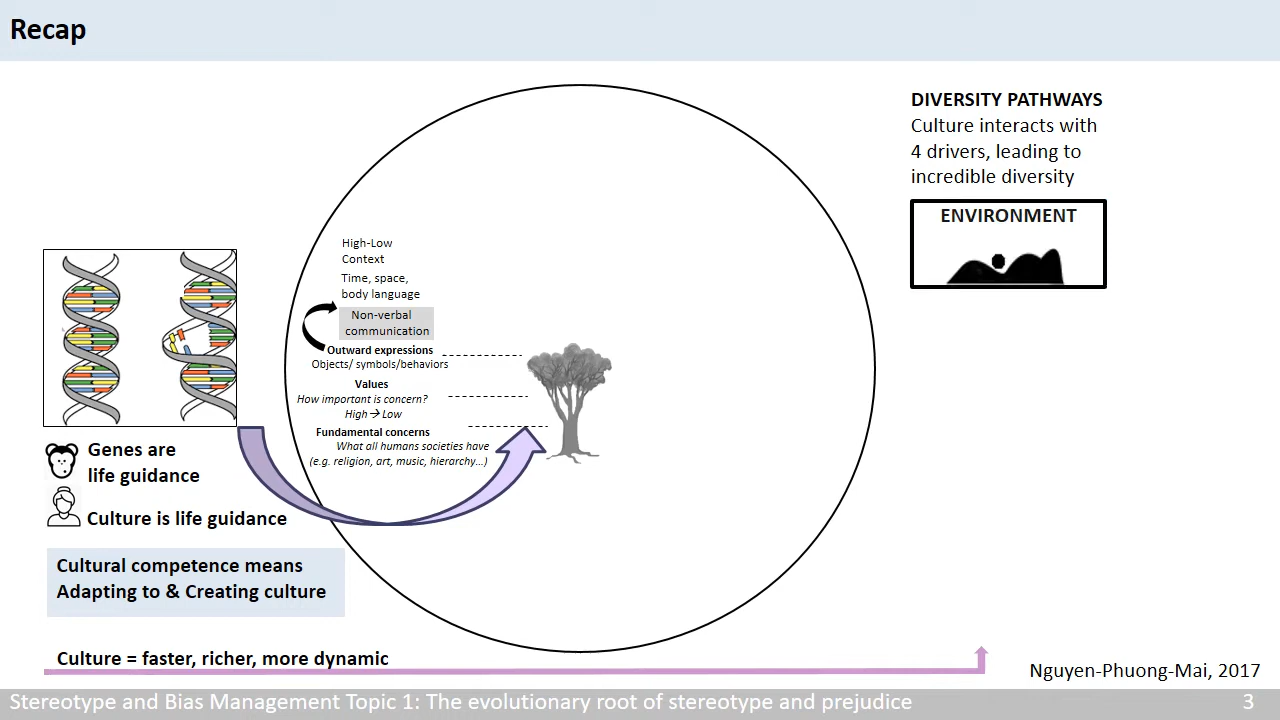 Recap
DIVERSITY PATHWAYS
Culture interacts with
4 drivers, leading to
incredible diversity
ENVIRONMENT
High-Low
Context
Time, space,
body language
Non-verbal
communication
Outward expressions
Objects/ symbols/behaviors
Values
How important is concern?
High → Low
Fundamental concerns
What all humans societies have
(e.g. religion, art, music, hierarchy...)
Genes are
life guidance
Culture is life guidance
Cultural competence means
Adapting to & Creating culture
Culture = faster, richer, more dynamic
Nguyen-Phuong-Mai, 2017
Stereotype and Bias Management Topic 1: The evolutionary root of stereotype and prejudice
3